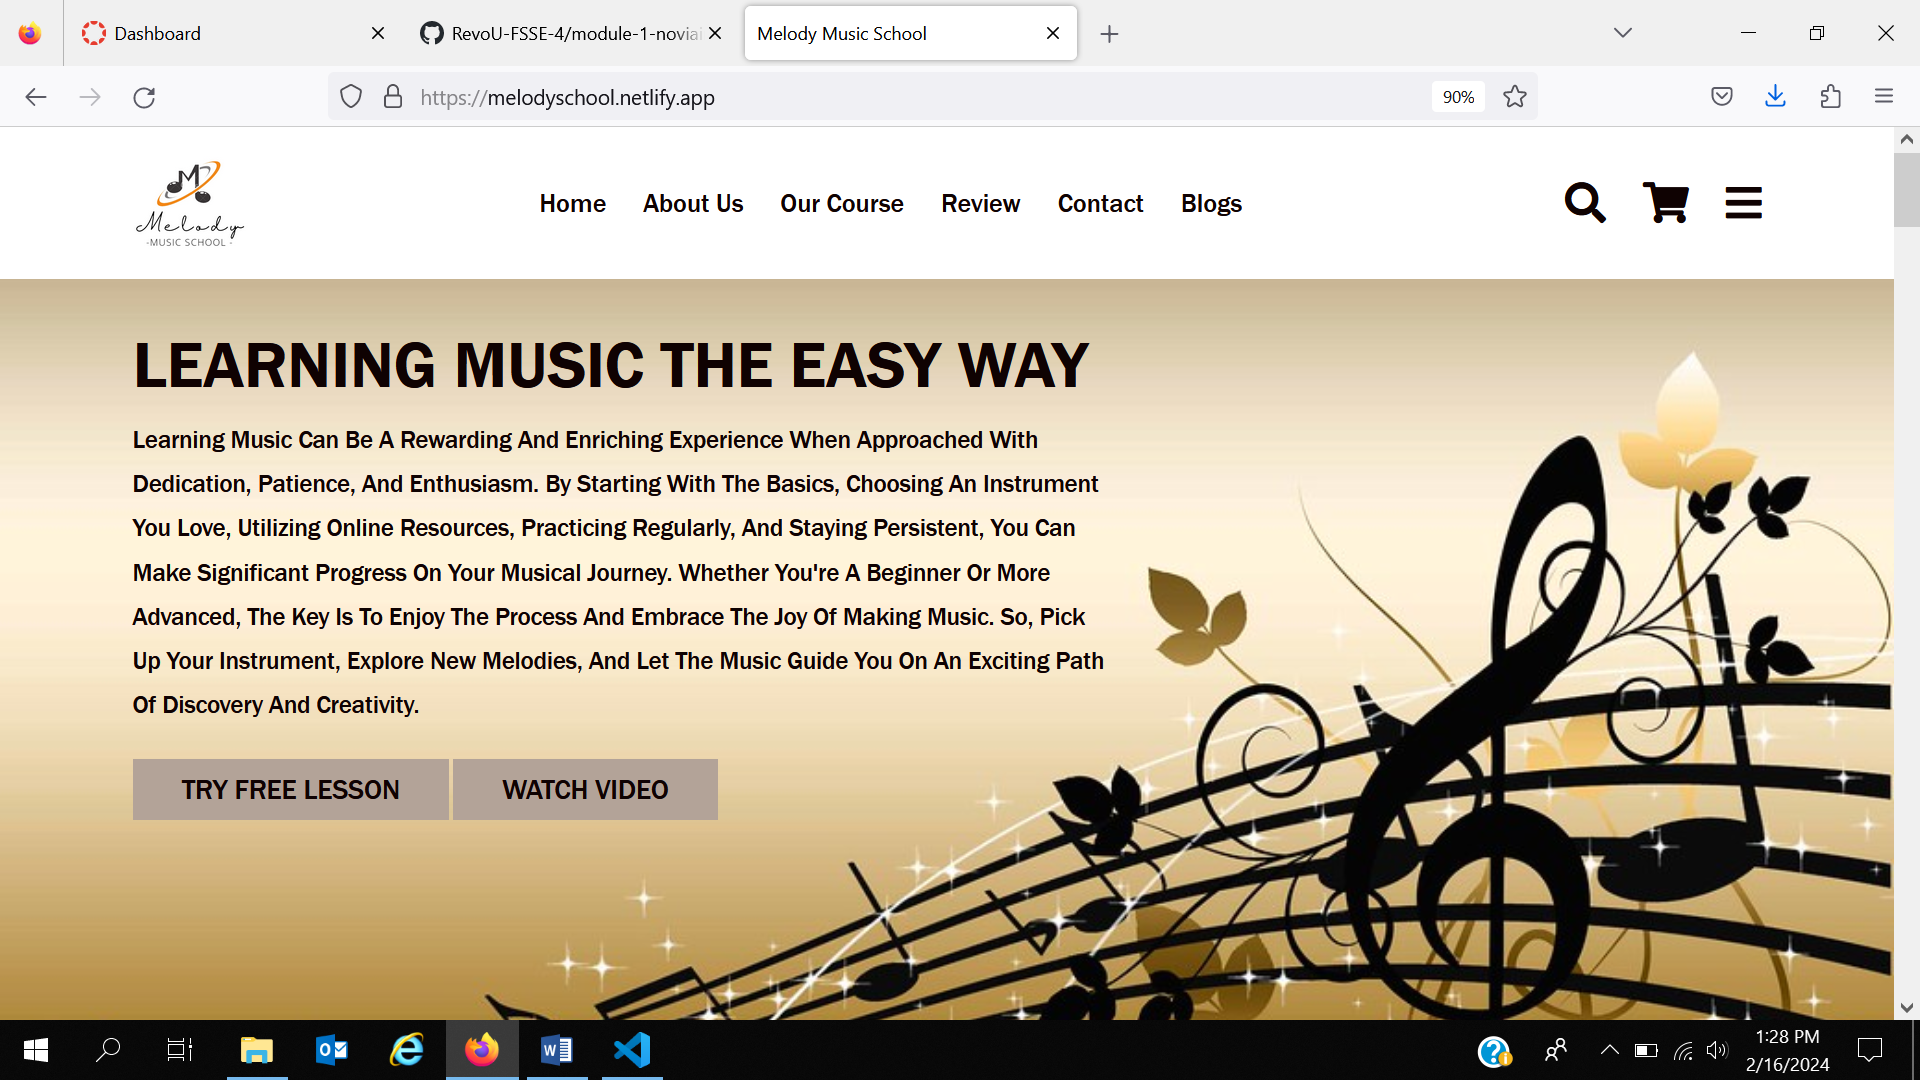 Dashboard
RevoU-FSSE-4/module-1-noviai
Melody Music School
https://melodyschool.netlify.app
90%
M
Melody
-MUSIC SCHOOL-
Home
About Us
Our Course
Review
Contact
Blogs
LEARNING MUSIC THE EASY WAY
Learning Music Can Be A Rewarding And Enriching Experience When Approached With
Dedication, Patience, And Enthusiasm. By Starting With The Basics, Choosing An Instrument
You Love, Utilizing Online Resources, Practicing Regularly, And Staying Persistent, You Can
Make Significant Progress On Your Musical Journey. Whether You're A Beginner Or More
Advanced, The Key Is To Enjoy The Process And Embrace The Joy Of Making Music. So, Pick
Up Your Instrument, Explore New Melodies, And Let The Music Guide You On An Exciting Path
Of Discovery And Creativity.
TRY FREE LESSON
WATCH VIDEO
1:28 PM
2/16/2024